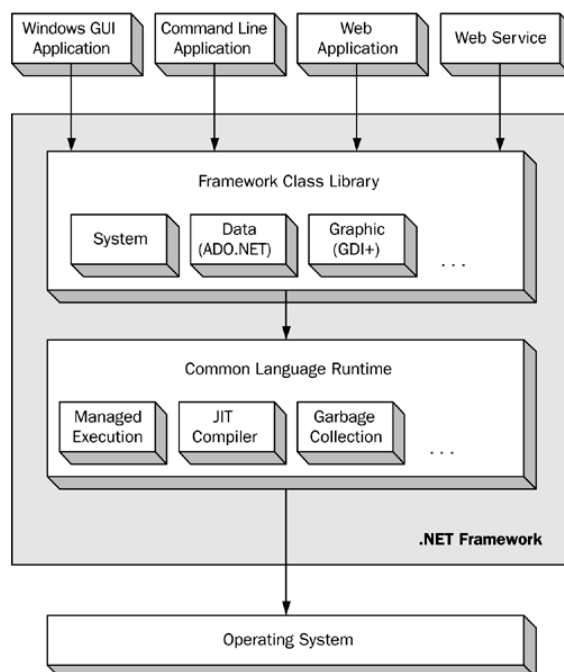 Windows GUI
Application
Command Line
Application
Web
Application
Web Service
Framework Class Library
System
Data
(ADO.NET)
Graphic
(GDI+)
. . .
Common Language Runtime
Managed
Execution
JIT
Compiler
Garbage
Collection
. . .
.NET Framework
Operating System